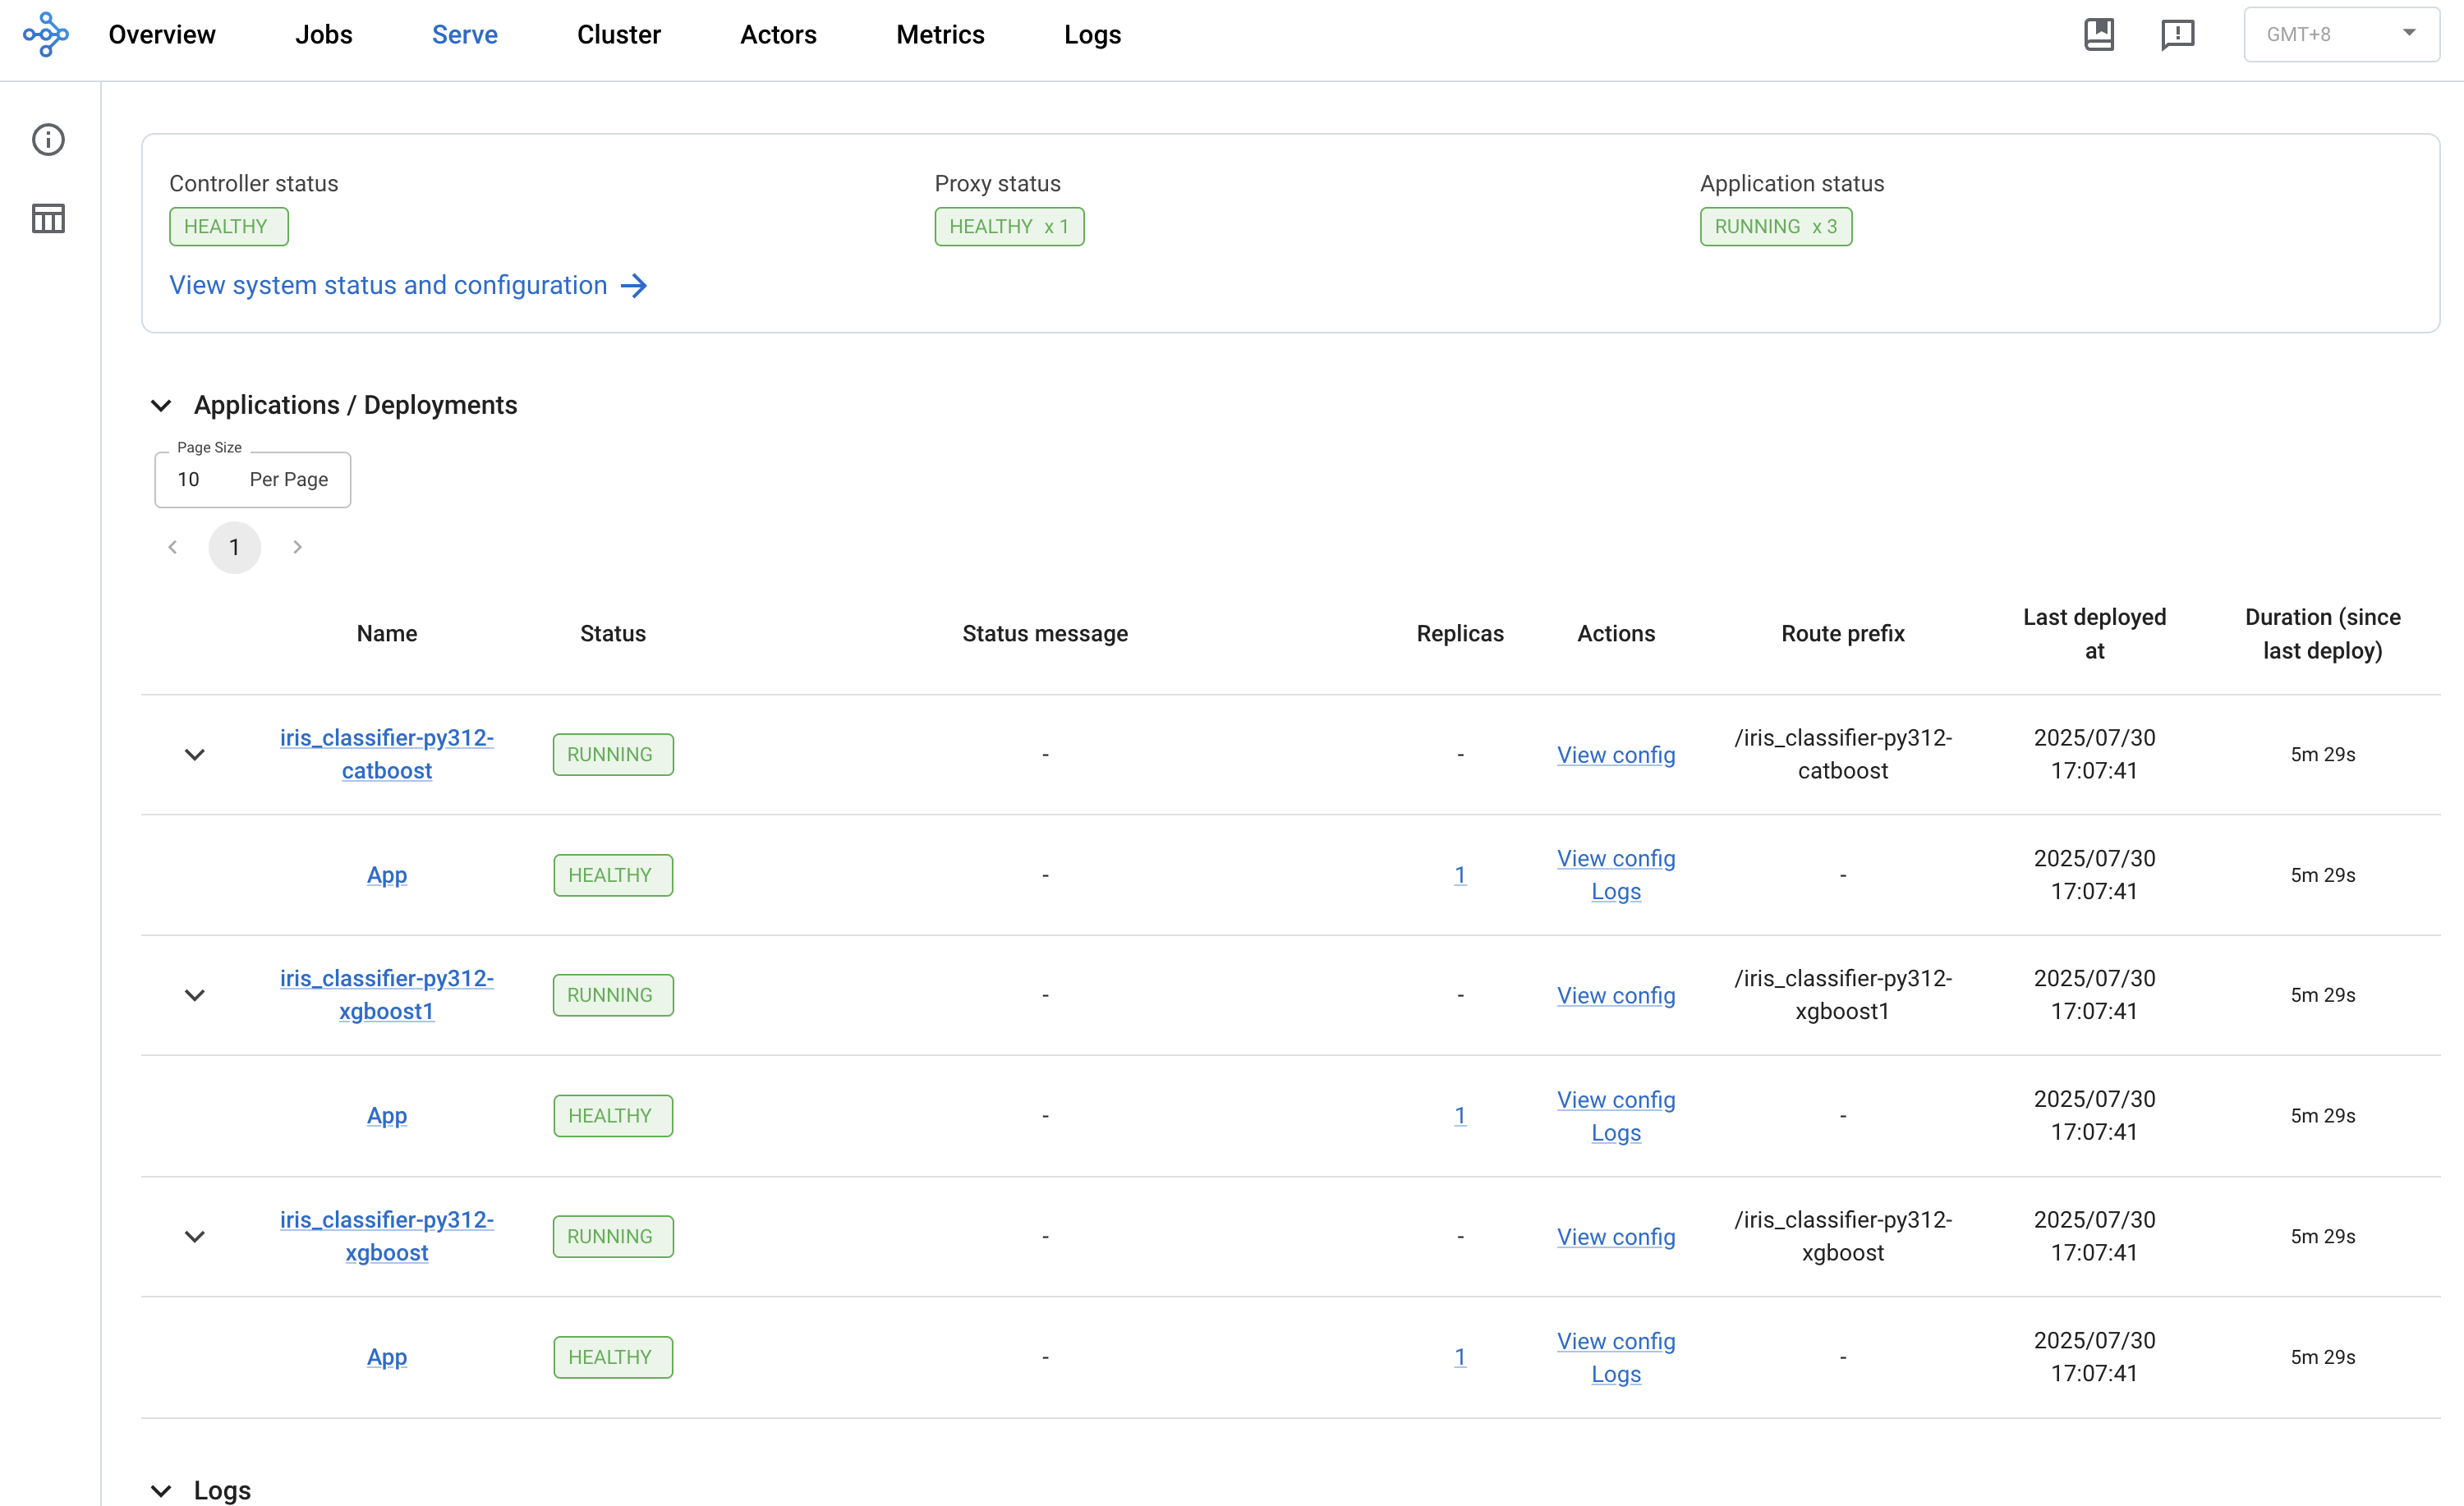 Overview Jobs Serve Cluster Actors Metrics Logs GMT+8
Controller status Proxy status Application status
HEALTHY HEALTHY x 1 RUNNING x 3
View system status and configuration
Applications / Deployments
Page Size
10 Per Page
1
Name Status Status message Replicas Actions Route prefix Last deployed at Duration (since last deploy)
iris_classifier-py312-
catboost
RUNNING
-
-
View config
/iris_classifier-py312-
catboost
2025/07/30
17:07:41
5m 29s
App
HEALTHY
-
1
View config
Logs
-
2025/07/30
17:07:41
5m 29s
iris_classifier-py312-
xgboost1
RUNNING
-
-
View config
/iris_classifier-py312-
xgboost1
2025/07/30
17:07:41
5m 29s
App
HEALTHY
-
1
View config
Logs
-
2025/07/30
17:07:41
5m 29s
iris_classifier-py312-
xgboost
RUNNING
-
-
View config
/iris_classifier-py312-
xgboost
2025/07/30
17:07:41
5m 29s
App
HEALTHY
-
1
View config
Logs
-
2025/07/30
17:07:41
5m 29s
Logs